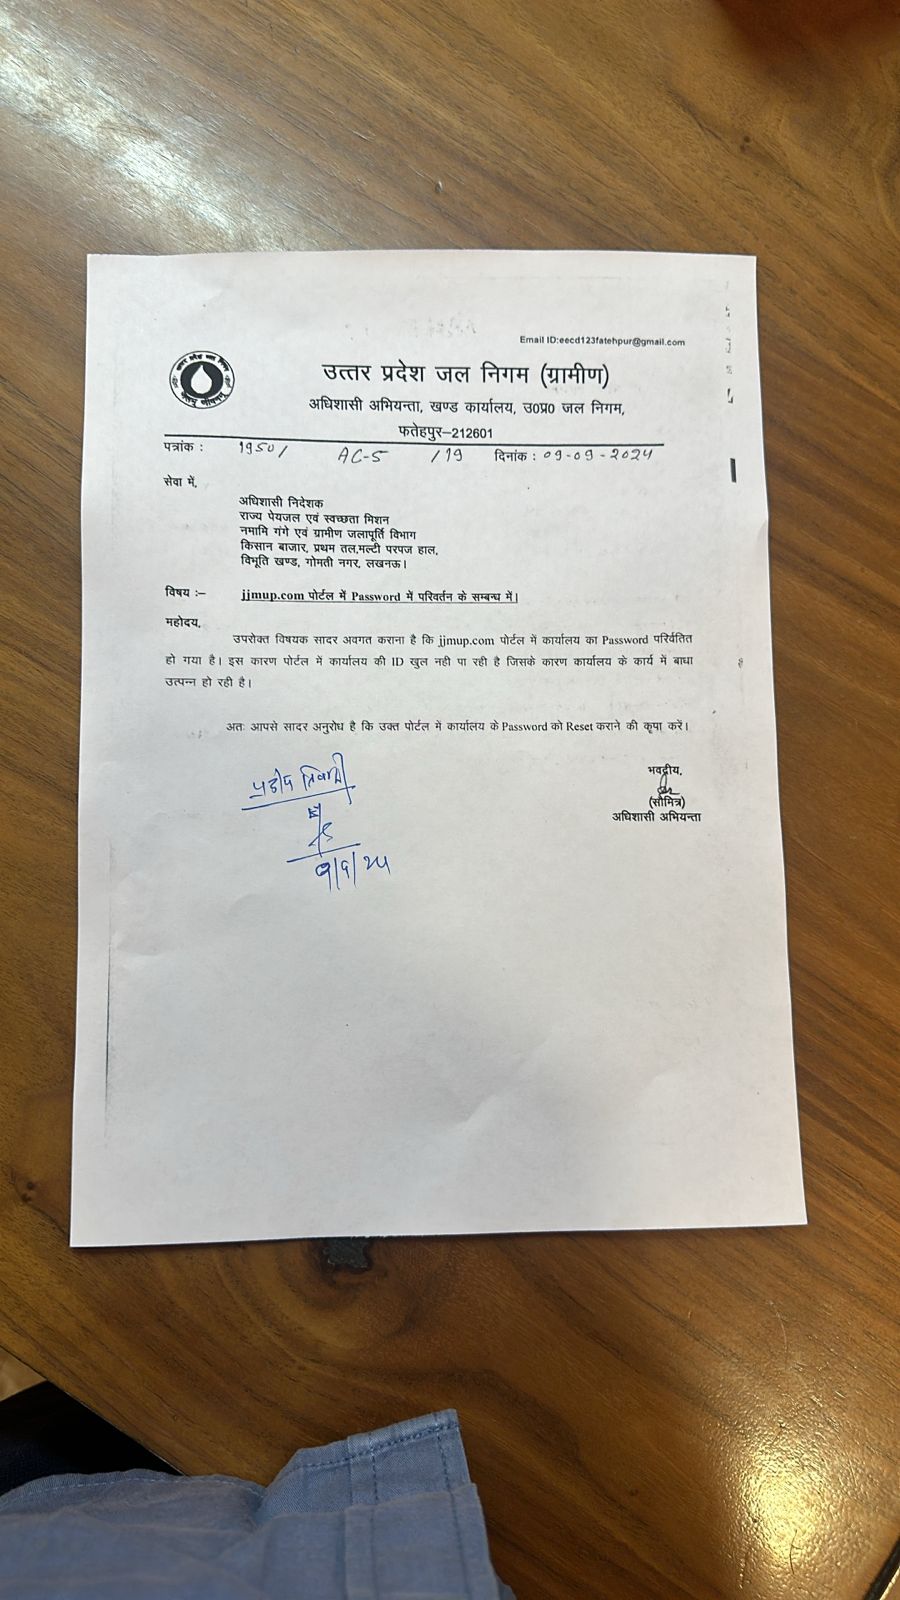 Email ID:eecd123fatehpur@gmail.com
उत्तर प्रदेश जल निगम (ग्रामीण)
अधिशासी अभियन्ता, खण्ड कार्यालय, उ0प्र0 जल निगम,
फतेहपुर–212601
पत्रांक : 1950/ AC-5 /19 दिनांक : 09-09-2024
सेवा में,
अधिशासी निदेशक
राज्य पेयजल एवं स्वच्छता मिशन
नमामि गंगे एवं ग्रामीण जलापूर्ति विभाग
किसान बाजार, प्रथम तल,मल्टी परपज हाल,
विभूति खण्ड, गोमती नगर, लखनऊ।
विषय :– jjmup.com पोर्टल में Password में परिवर्तन के सम्बन्ध में।
महोदय,
उपरोक्त विषयक सादर अवगत कराना है कि jjmup.com पोर्टल में कार्यालय का Password परिर्वतित
हो गया है। इस कारण पोर्टल में कार्यालय की ID खुल नही पा रही है जिसके कारण कार्यालय के कार्य में बाधा
उत्पन्न हो रही है।
अतः आपसे सादर अनुरोध है कि उक्त पोर्टल में कार्यालय के Password को Reset कराने की कृपा करें।
भवदीय,
(सौमित्र)
अधिशासी अभियन्ता